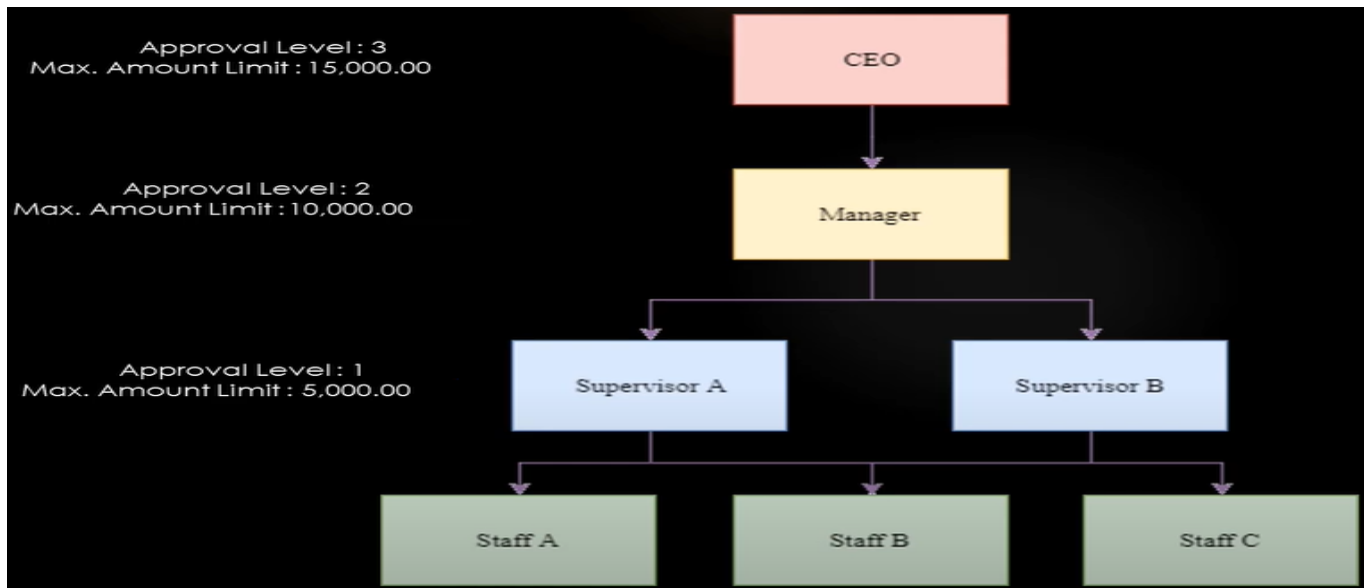 Approval Level : 3
Max. Amount Limit : 15,000.00
CEO
Approval Level : 2
Max. Amount Limit : 10,000.00
Manager
Approval Level : 1
Max. Amount Limit : 5,000.00
Supervisor A
Supervisor B
Staff A
Staff B
Staff C